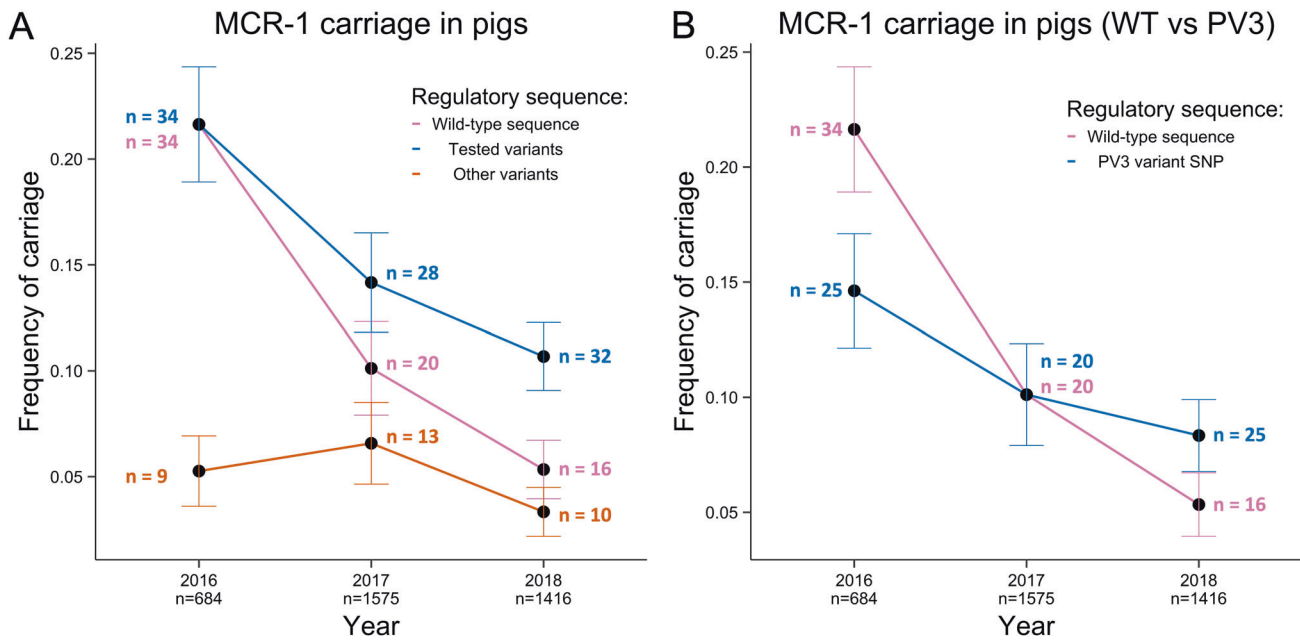 A
MCR-1 carriage in pigs
Frequency of carriage
0.25
0.20
0.15
0.10
0.05
n = 34
n = 34
n = 28
n = 32
n = 20
n = 16
n = 9
n = 13
n = 10
Regulatory sequence:
Wild-type sequence
Tested variants
Other variants
2016
n=684
2017
n=1575
2018
n=1416
Year
B
MCR-1 carriage in pigs (WT vs PV3)
Frequency of carriage
0.20
0.15
0.10
0.05
n = 34
n = 25
n = 20
n = 20
n = 25
n = 16
Regulatory sequence:
Wild-type sequence
PV3 variant SNP
2016
n=684
2017
n=1575
2018
n=1416
Year